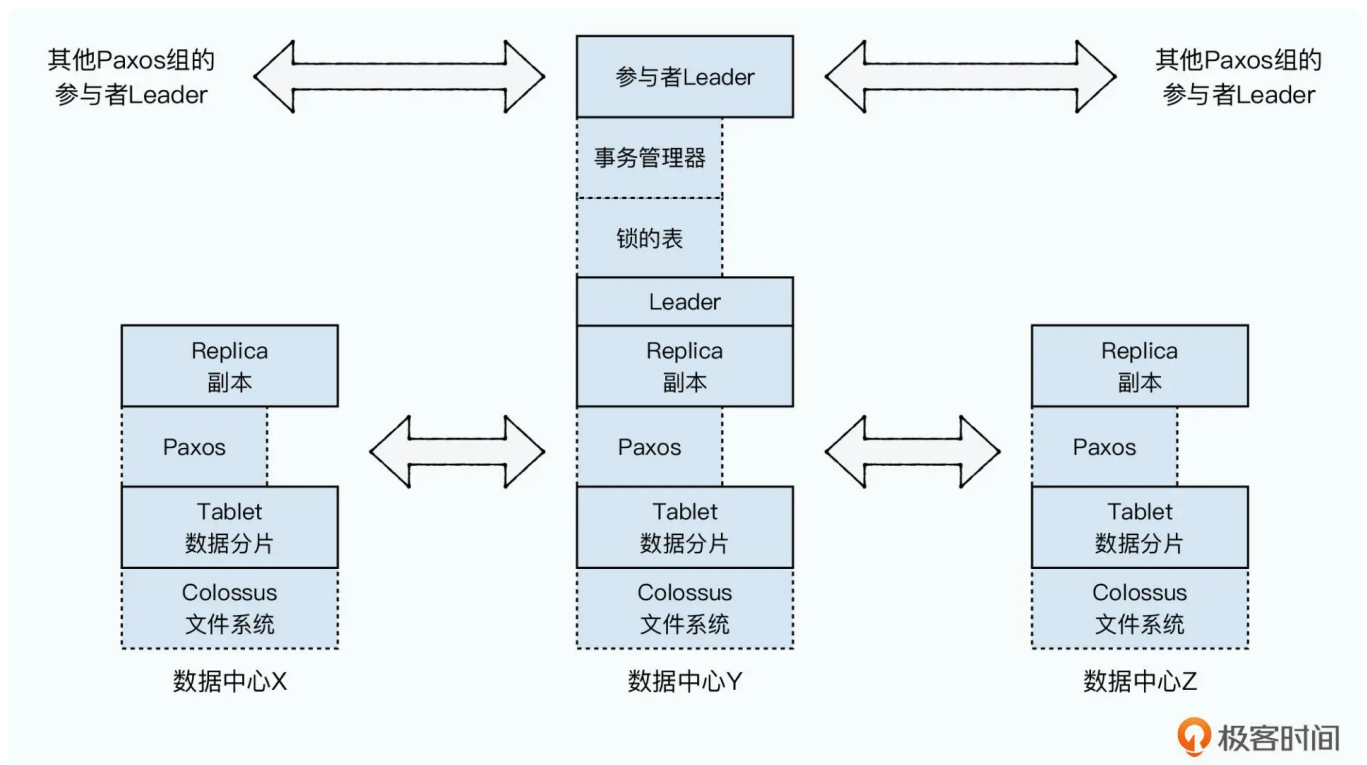 其他Paxos组的
参与者Leader
参与者Leader
其他Paxos组的
参与者Leader
事务管理器
锁的表
Leader
Replica
副本
Replica
副本
Replica
副本
Paxos
Paxos
Paxos
Tablet
数据分片
Tablet
数据分片
Tablet
数据分片
Colossus
文件系统
Colossus
文件系统
Colossus
文件系统
数据中心X
数据中心Y
数据中心Z
极客时间